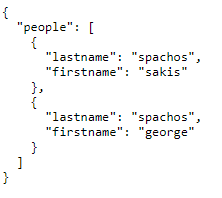 {
  "people": [
    {
      "lastname": "spachos",
      "firstname": "sakis"
    },
    {
      "lastname": "spachos",
      "firstname": "george"
    }
  ]
}